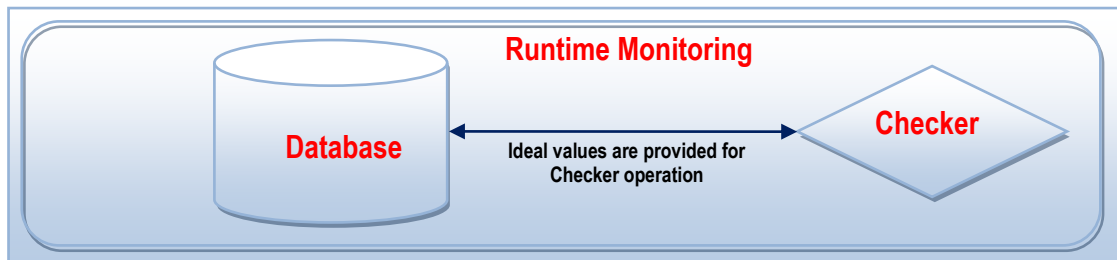 Runtime Monitoring
Database
Checker
Ideal values are provided for
Checker operation